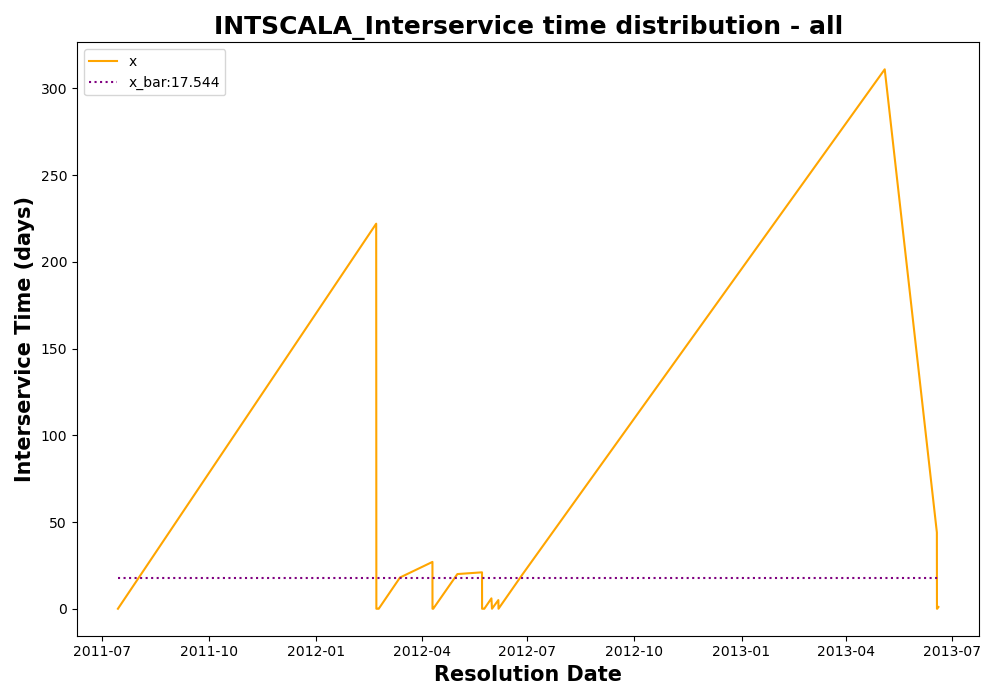 INTSCALA_Interservice time distribution - all
x
x_bar:17.544
Interservice Time (days)
300
250
200
150
100
50
0
2011-07 2011-10 2012-01 2012-04 2012-07 2012-10 2013-01 2013-04 2013-07
Resolution Date